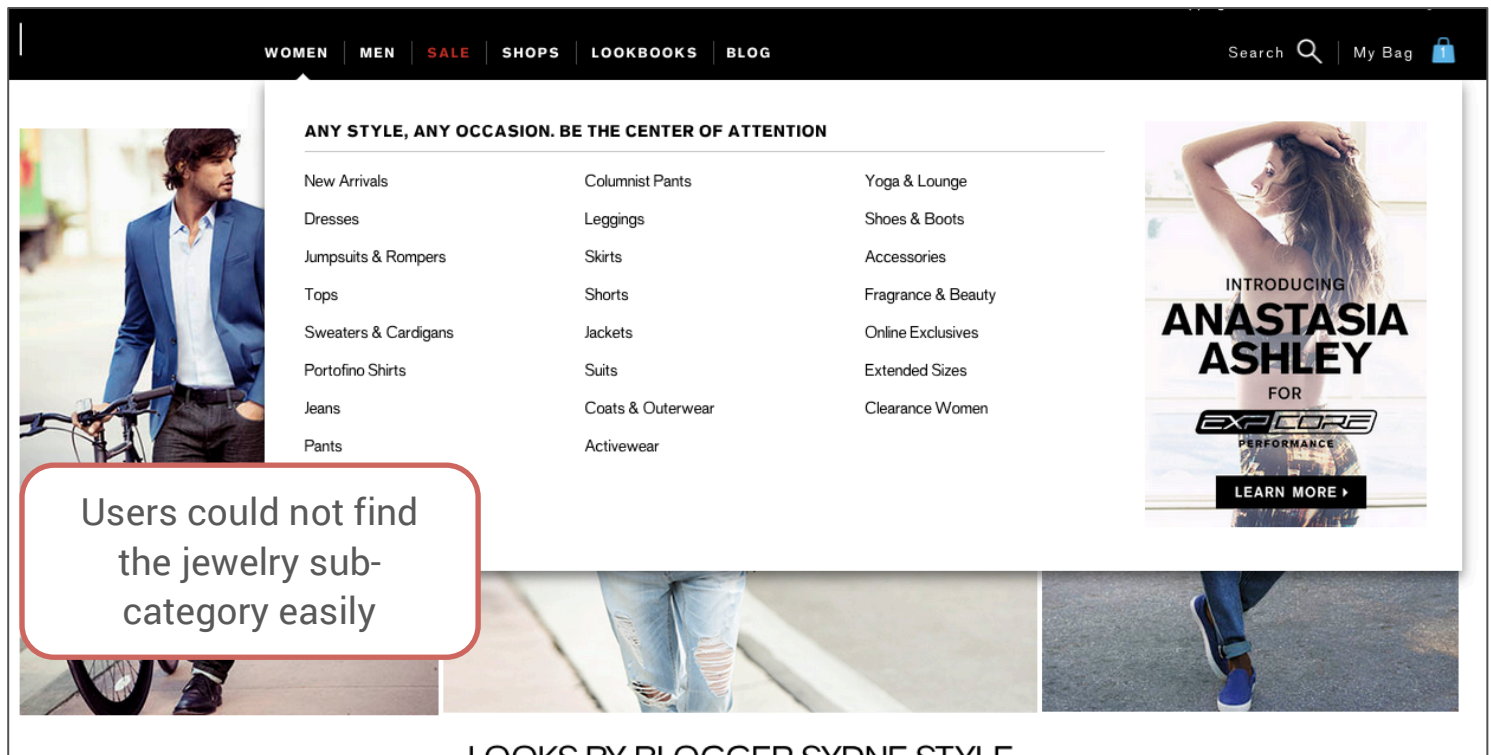 WOMEN MEN SALE SHOPS LOOKBOOKS BLOG
Search My Bag 1
ANY STYLE, ANY OCCASION. BE THE CENTER OF ATTENTION
New Arrivals
Dresses
Jumpsuits & Rompers
Tops
Sweaters & Cardigans
Portofino Shirts
Jeans
Pants
Columnist Pants
Leggings
Skirts
Shorts
Jackets
Suits
Coats & Outerwear
Activewear
Yoga & Lounge
Shoes & Boots
Accessories
Fragrance & Beauty
Online Exclusives
Extended Sizes
Clearance Women
INTRODUCING
ANASTASIA
ASHLEY
FOR
EXP CORE
PERFORMANCE
LEARN MORE
Users could not find
the jewelry sub-
category easily
LOOKS BY BLOGGER SYDNE STYLE